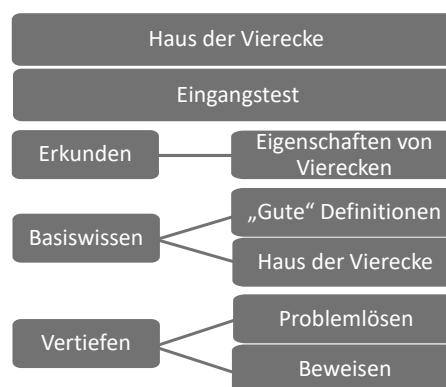 Haus der Vierecke
Eingangstest
Erkunden
Eigenschaften von
Vierecken
Basiswissen
„Gute“ Definitionen
Haus der Vierecke
Vertiefen
Problemlösen
Beweisen